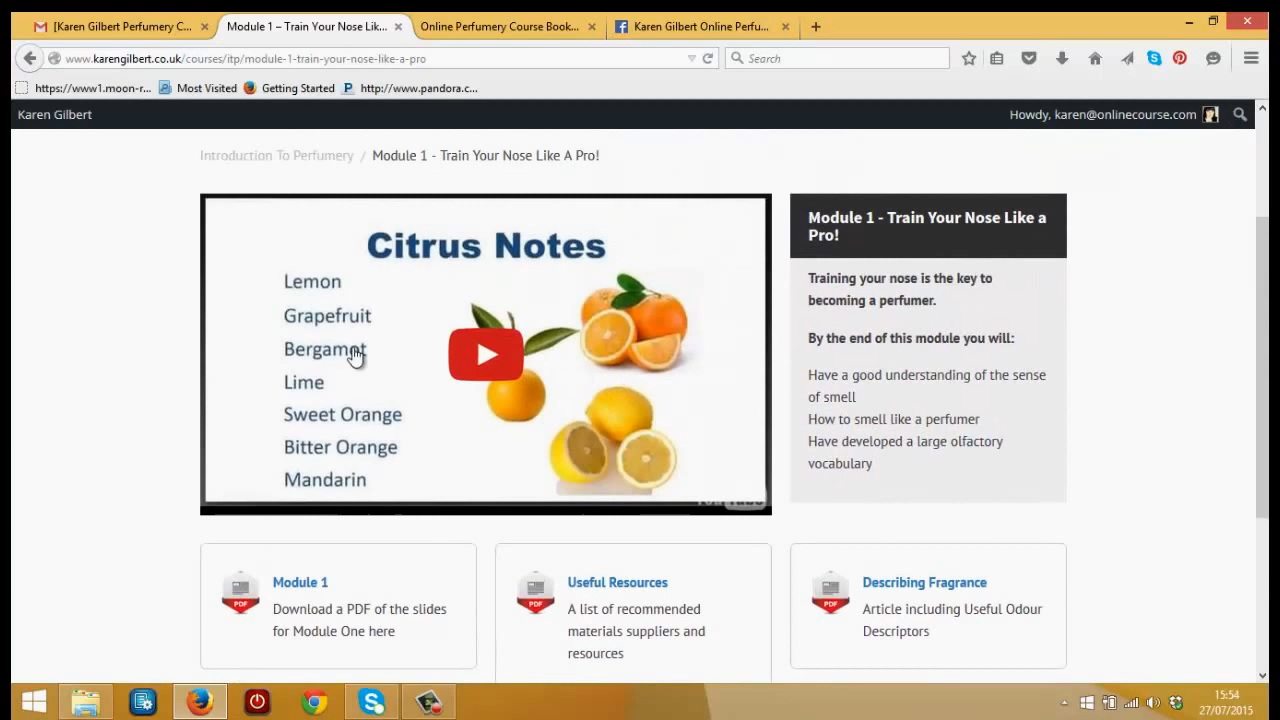 [Karen Gilbert Perfumery C...
Module 1 – Train Your Nose Lik...
Online Perfumery Course Book...
Karen Gilbert Online Perfu...
www.karengilbert.co.uk/courses/itp/module-1-train-your-nose-like-a-pro
Search
https://www1.moon-r...
Most Visited
Getting Started
http://www.pandora.c...
Karen Gilbert
Howdy, karen@onlinecourse.com
Introduction To Perfumery / Module 1 - Train Your Nose Like A Pro!
Citrus Notes
Lemon
Grapefruit
Bergamot
Lime
Sweet Orange
Bitter Orange
Mandarin
YouTube
Module 1 - Train Your Nose Like a
Pro!
Training your nose is the key to
becoming a perfumer.
By the end of this module you will:
Have a good understanding of the sense
of smell
How to smell like a perfumer
Have developed a large olfactory
vocabulary
PDF
Module 1
Download a PDF of the slides
for Module One here
PDF
Useful Resources
A list of recommended
materials suppliers and
resources
PDF
Describing Fragrance
Article including Useful Odour
Descriptors
15:54
27/07/2015